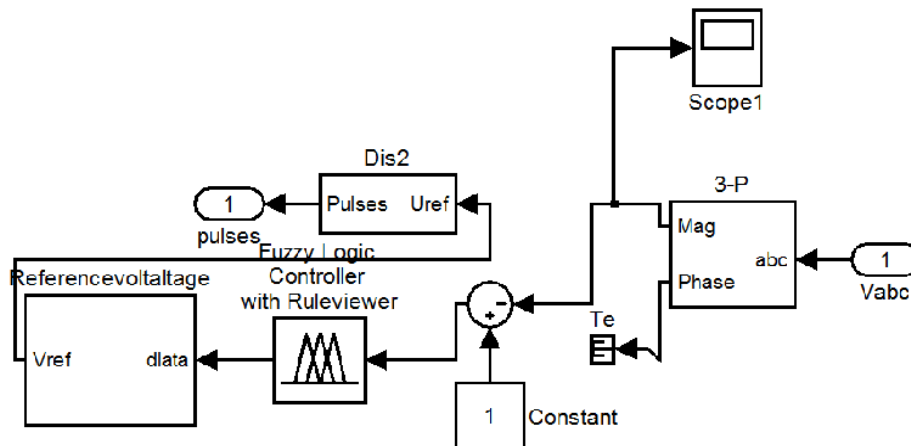 Scope1
Dis2
3-P
1
Pulses
Uref
Mag
pulses
abc
1
Fuzzy Logic
Controller
with Ruleviewer
Phase
Vabc
Referencevoltaltage
Te
Vref
dlata
1
Constant